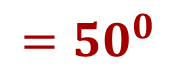 = 50⁰